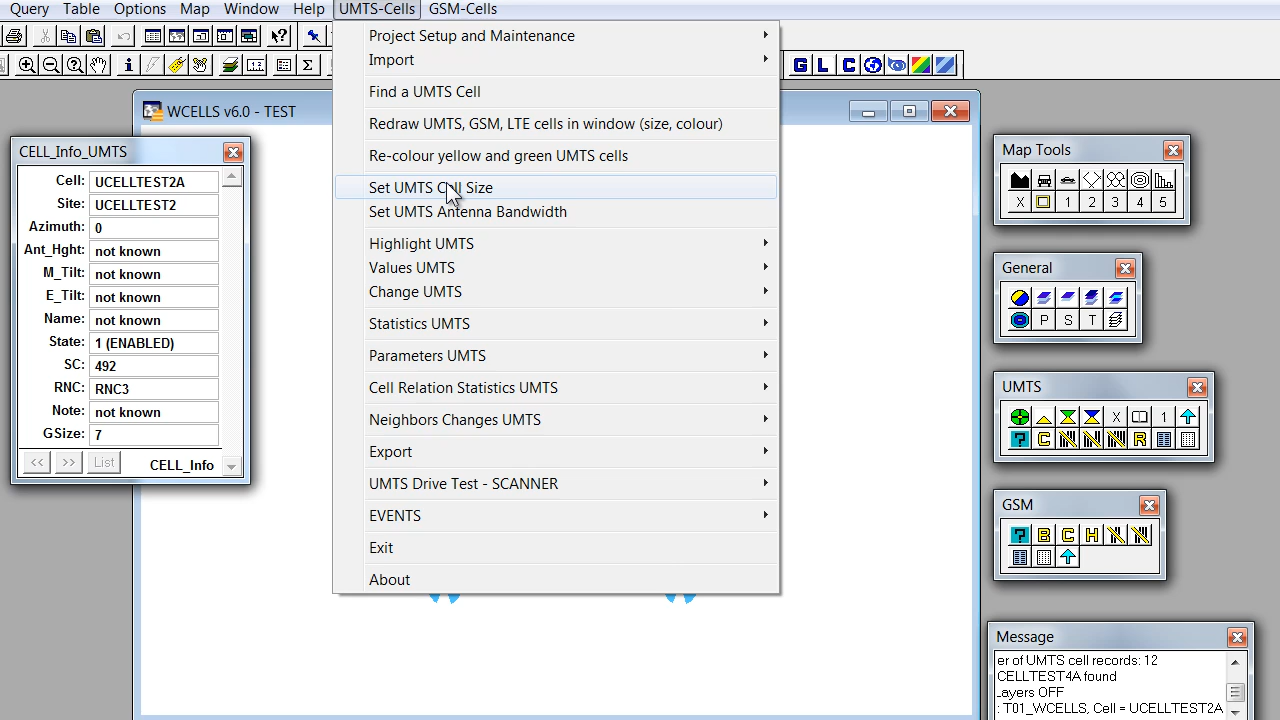 Query Table Options Map Window Help UMTS-Cells GSM-Cells
G L C
WCELLS v6.0 - TEST
CELL_Info_UMTS
Cell: UCELLTEST2A
Site: UCELLTEST2
Azimuth: 0
Ant_Hght: not known
M_Tilt: not known
E_Tilt: not known
Name: not known
State: 1 (ENABLED)
SC: 492
RNC: RNC3
Note: not known
GSize: 7
<< >> List CELL_Info
Project Setup and Maintenance
Import
Find a UMTS Cell
Redraw UMTS, GSM, LTE cells in window (size, colour)
Re-colour yellow and green UMTS cells
Set UMTS Cell Size
Set UMTS Antenna Bandwidth
Highlight UMTS
Values UMTS
Change UMTS
Statistics UMTS
Parameters UMTS
Cell Relation Statistics UMTS
Neighbors Changes UMTS
Export
UMTS Drive Test - SCANNER
EVENTS
Exit
About
Map Tools
X 1 2 3 4 5
General
P S T
UMTS
X 1
? C R
GSM
? B C H
Message
er of UMTS cell records: 12
CELLTEST4A found
ayers OFF
: T01_WCELLS, Cell = UCELLTEST2A